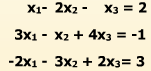 x₁- 2x₂ - x₃ = 2
3x₁ - x₂ + 4x₃ = -1
-2x₁ - 3x₂ + 2x₃= 3